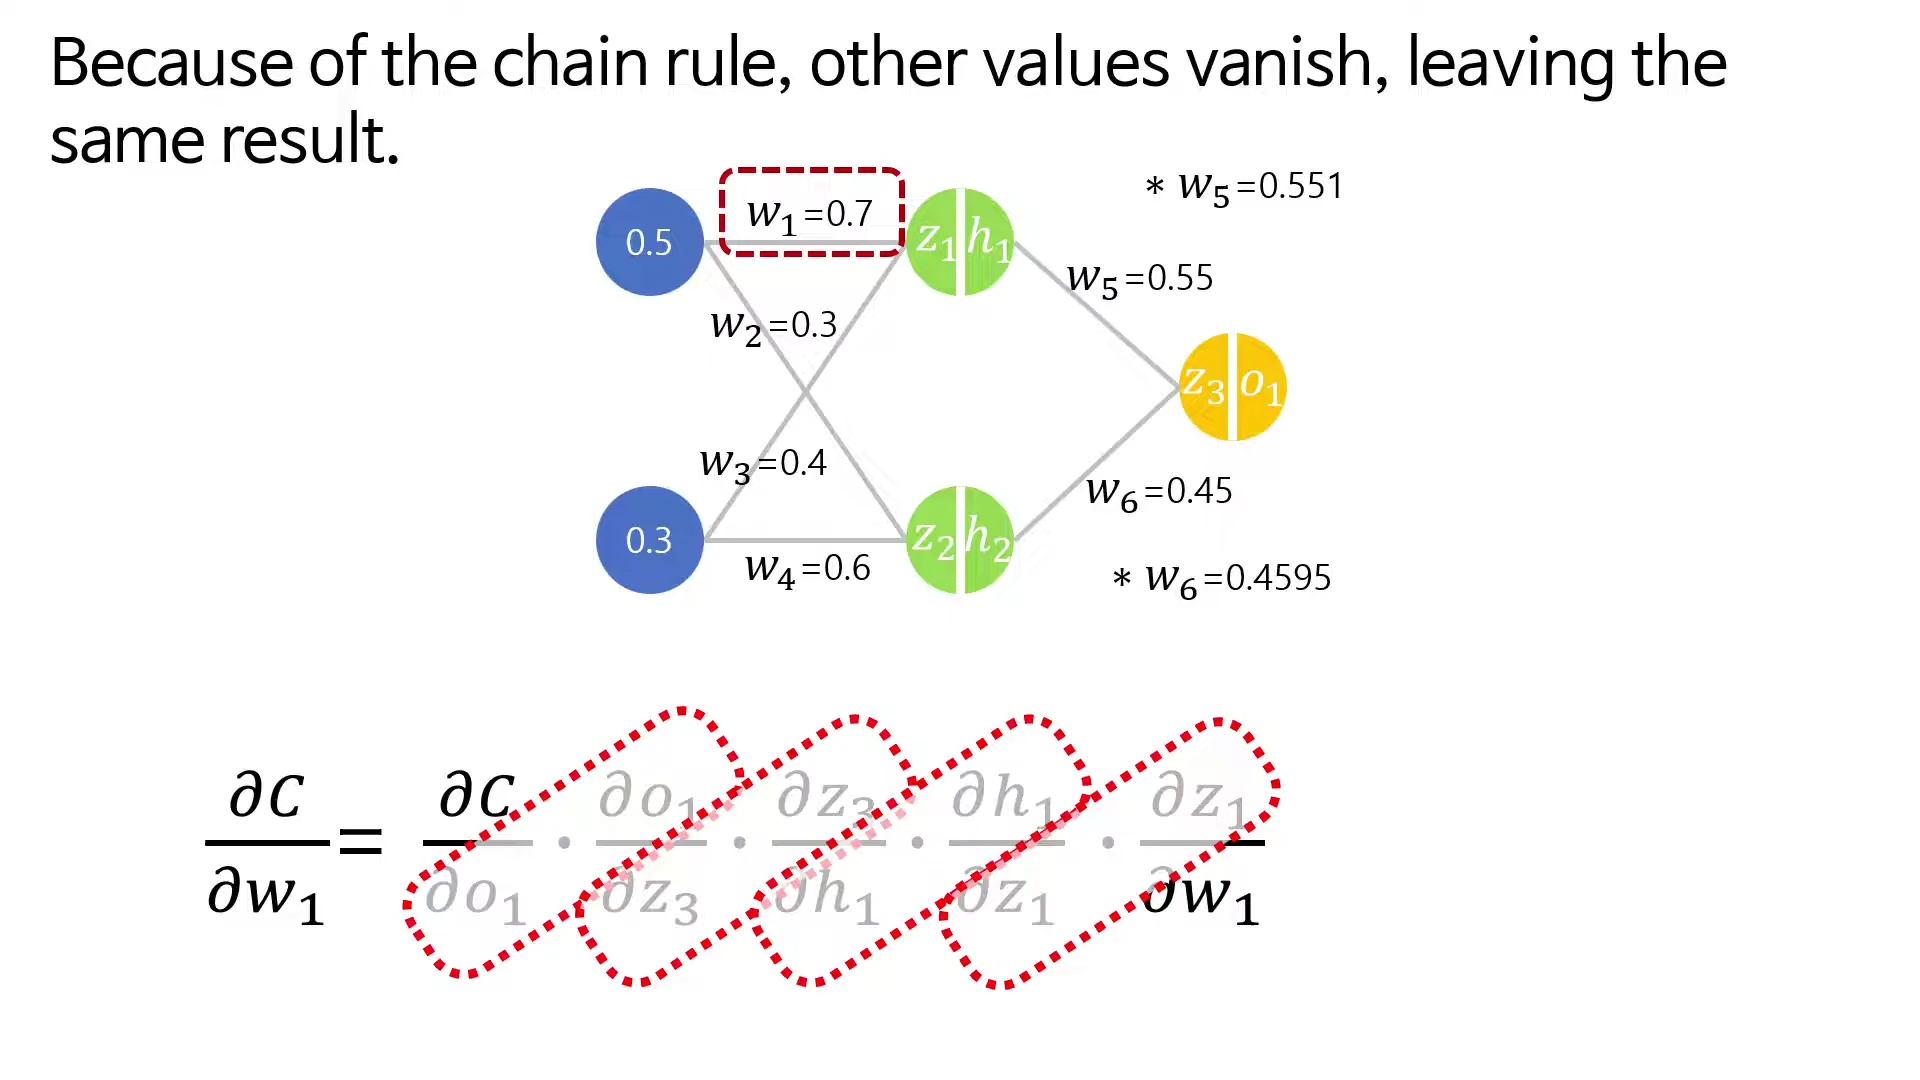 Because of the chain rule, other values vanish, leaving the
same result.
* w₅=0.551
0.5
w₁=0.7
z₁ h₁
w₅=0.55
w₂=0.3
z₃ o₁
w₃=0.4
w₆=0.45
0.3
z₂ h₂
w₄=0.6
* w₆=0.4595
∂C/∂w₁ = ∂C/∂o₁ · ∂o₁/∂z₃ · ∂z₃/∂h₁ · ∂h₁/∂z₁ · ∂z₁/∂w₁